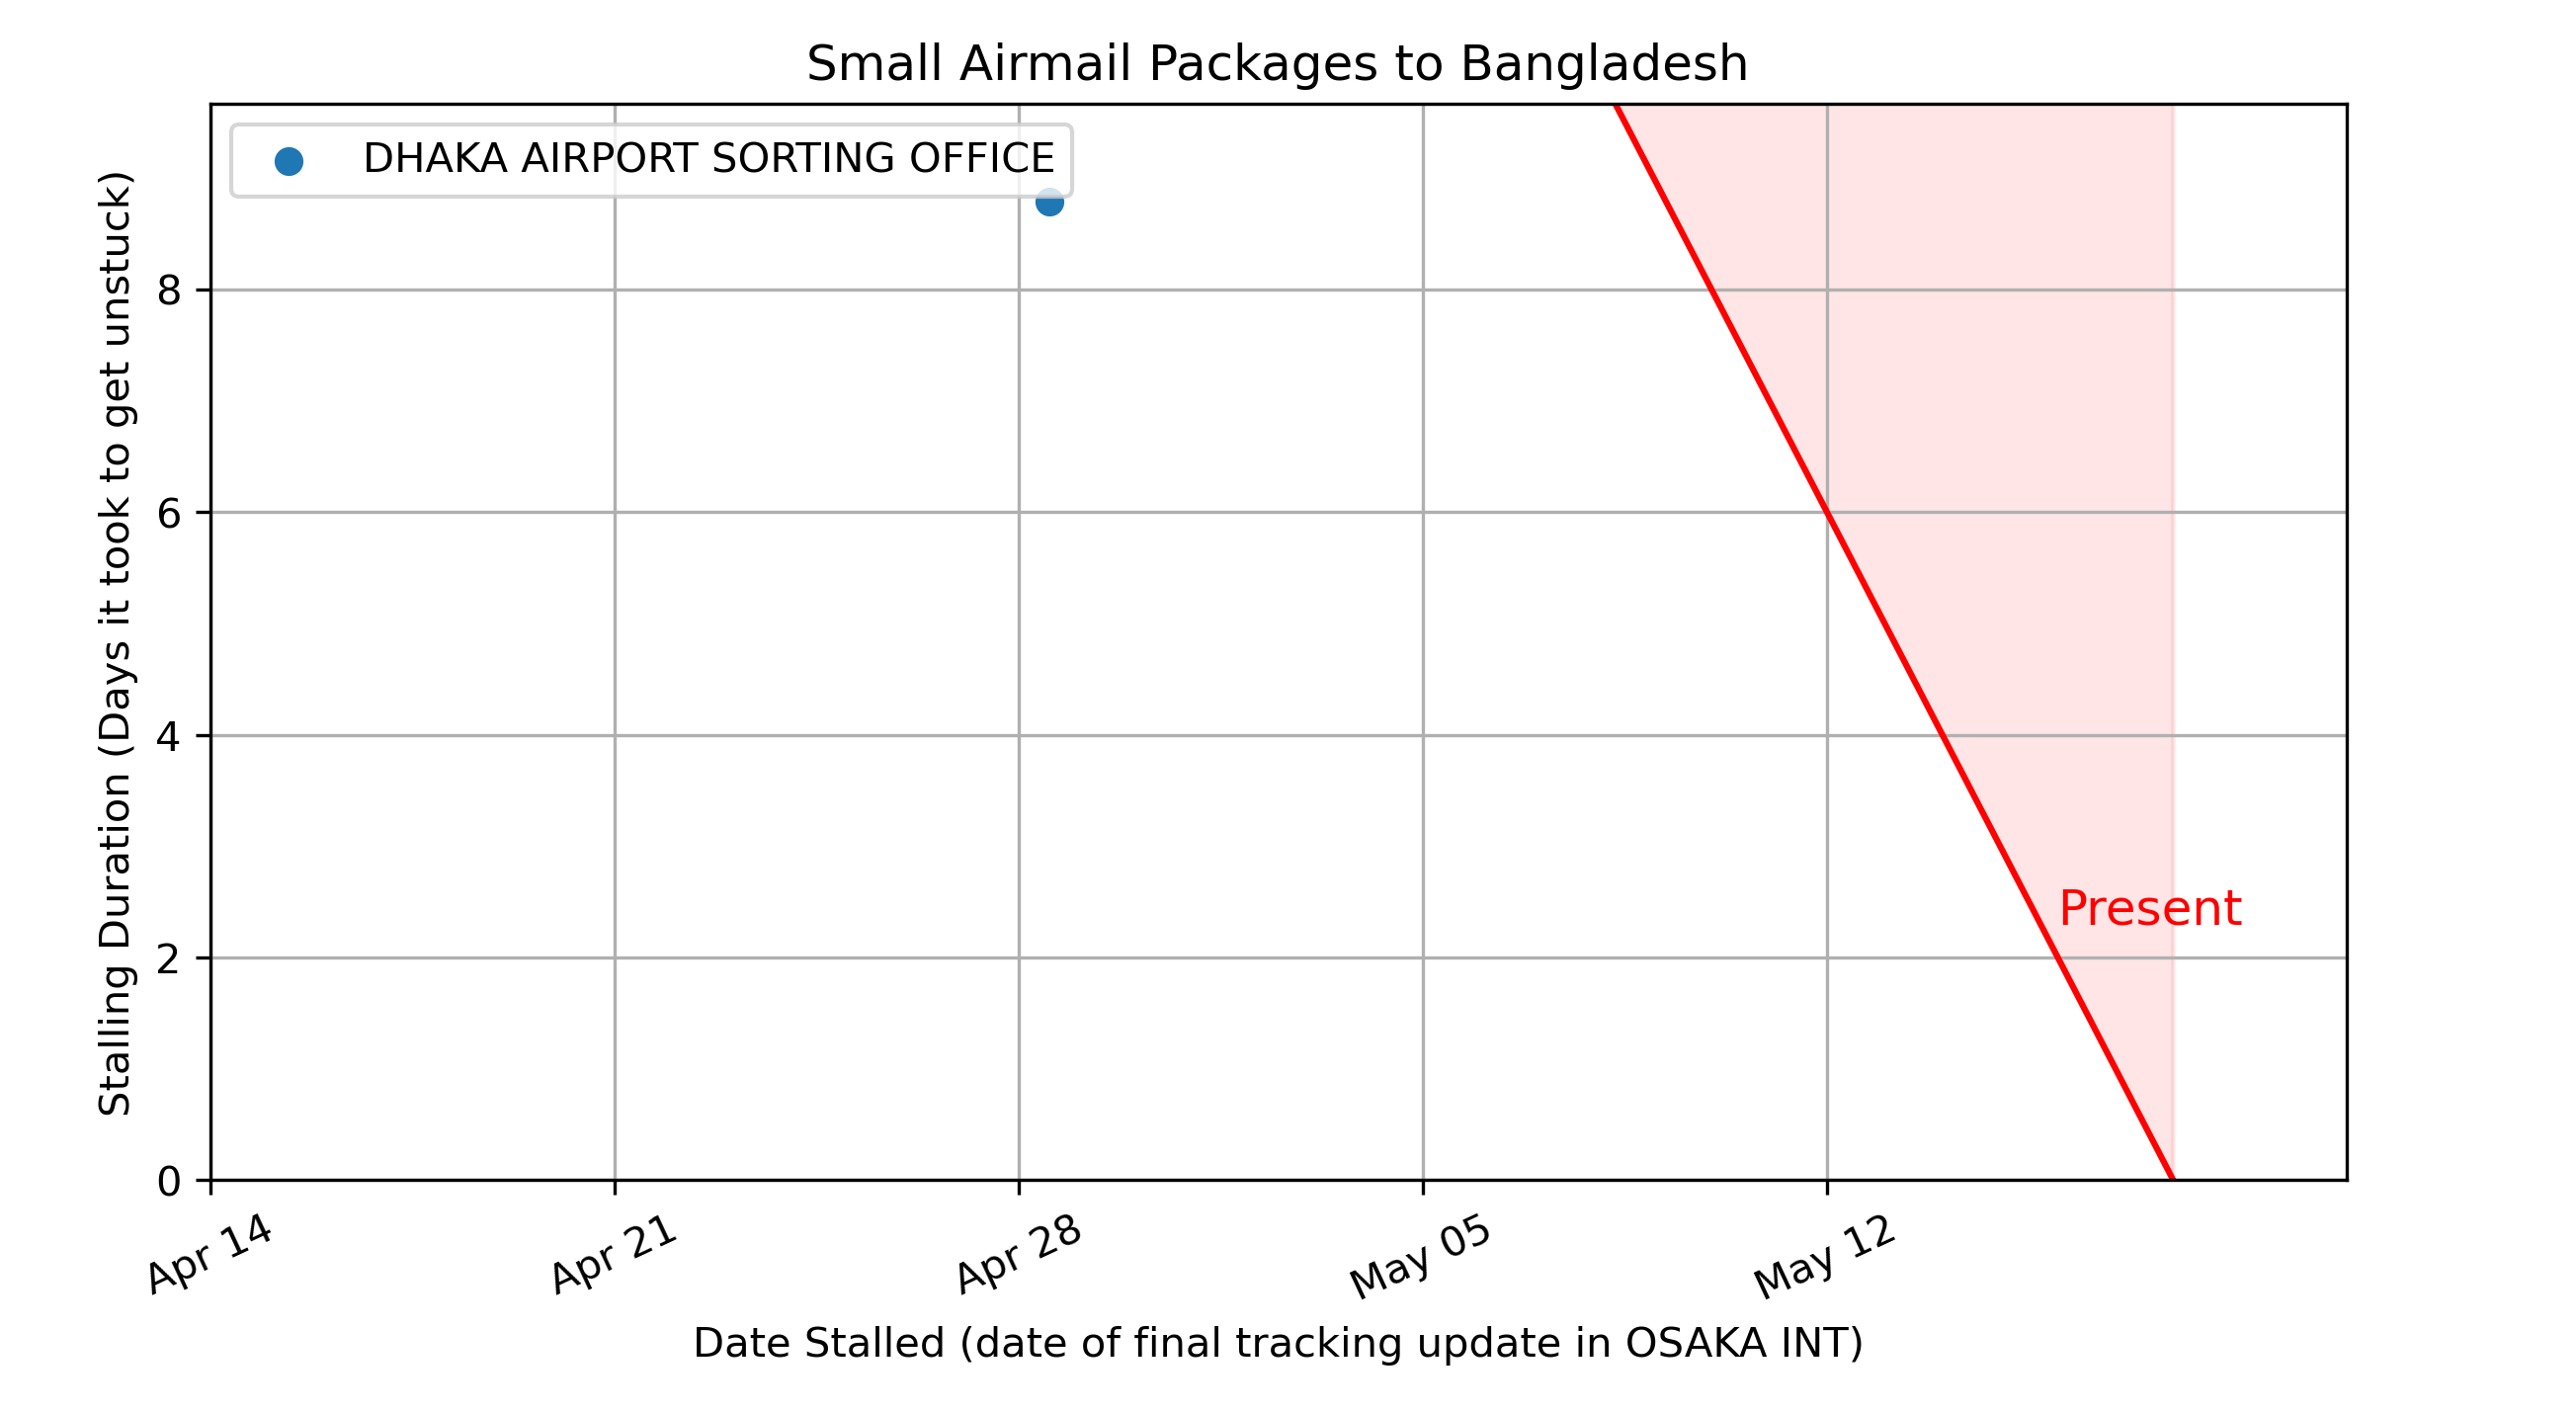 Small Airmail Packages to Bangladesh
DHAKA AIRPORT SORTING OFFICE
Stalling Duration (Days it took to get unstuck)
8
6
4
2
0
Present
Apr 14
Apr 21
Apr 28
May 05
May 12
Date Stalled (date of final tracking update in OSAKA INT)